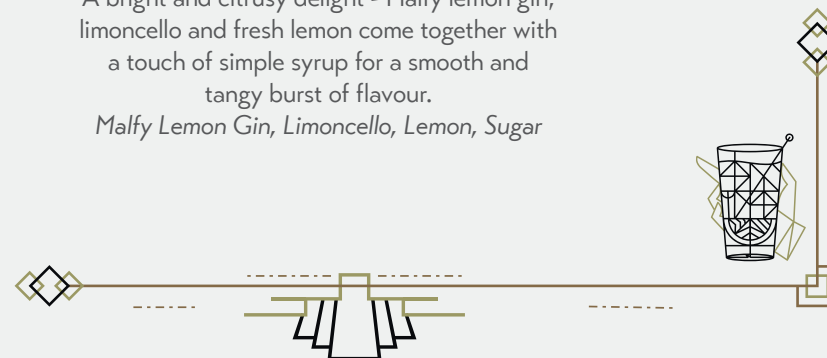 A bright and citrusy delight - Malfy lemon gin,
limoncello and fresh lemon come together with
a touch of simple syrup for a smooth and
tangy burst of flavour.
Malfy Lemon Gin, Limoncello, Lemon, Sugar